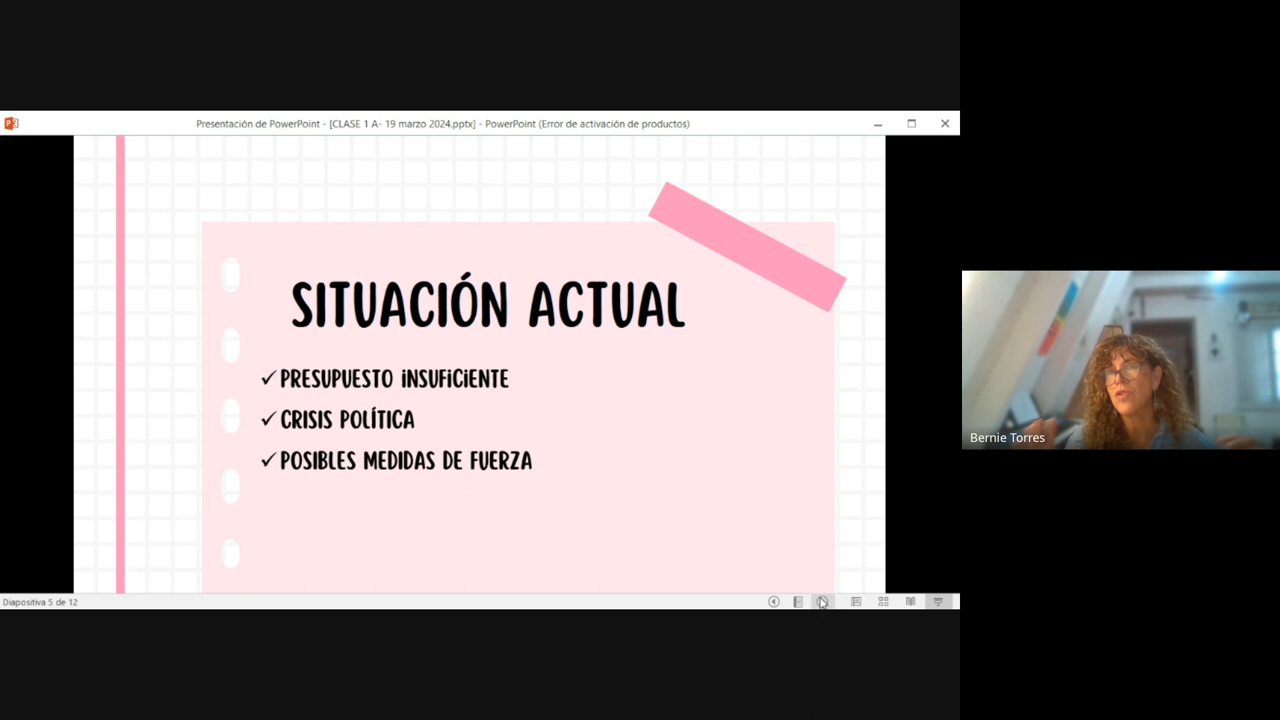 Presentación de PowerPoint - [CLASE 1 A- 19 marzo 2024.pptx] - PowerPoint (Error de activación de productos)
SITUACIÓN ACTUAL
✓ PRESUPUESTO INSUFICIENTE
✓ CRISIS POLÍTICA
✓ POSIBLES MEDIDAS DE FUERZA
Bernie Torres
Diapositiva 5 de 12